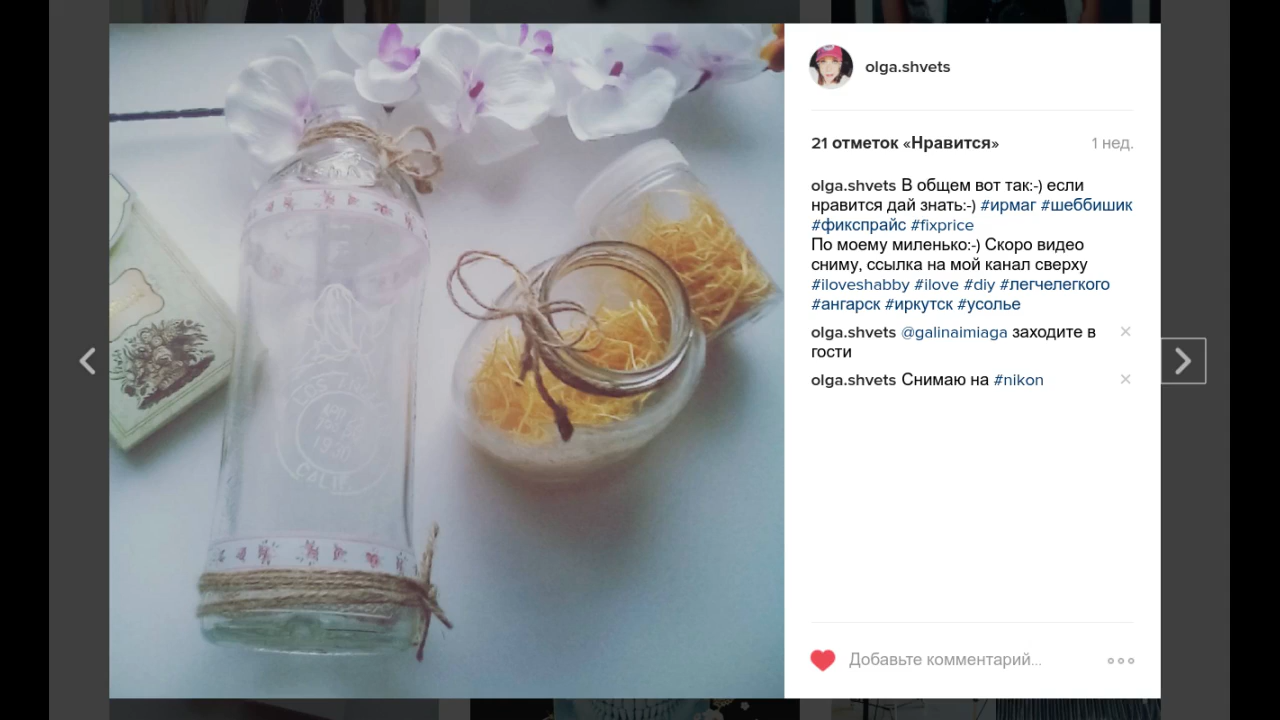 olga.shvets
21 отметок «Нравится» 1 нед.
olga.shvets В общем вот так:-) если
нравится дай знать:-) #ирмаг #шеббишик
#фикспрайс #fixprice
По моему миленько:-) Скоро видео
сниму, ссылка на мой канал сверху
#iloveshabby #ilove #diy #легчелегкого
#ангарск #иркутск #усолье
olga.shvets @galinaimiaga заходите в
гости
olga.shvets Снимаю на #nikon
Добавьте комментарий...
CALIF.